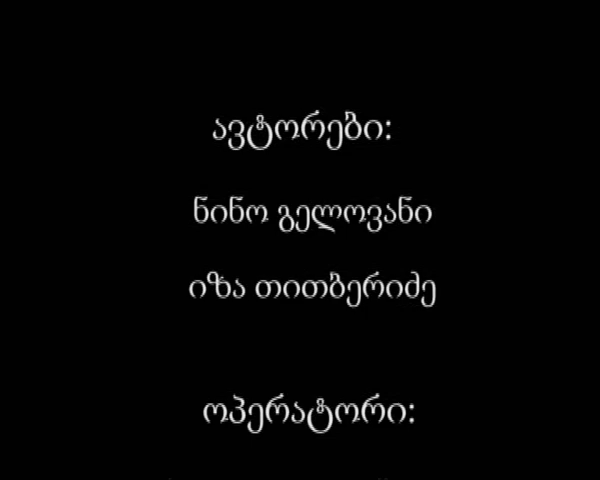 ავტორები:
ნინო გელოვანი
იზა თითბერიძე
ოპერატორი: